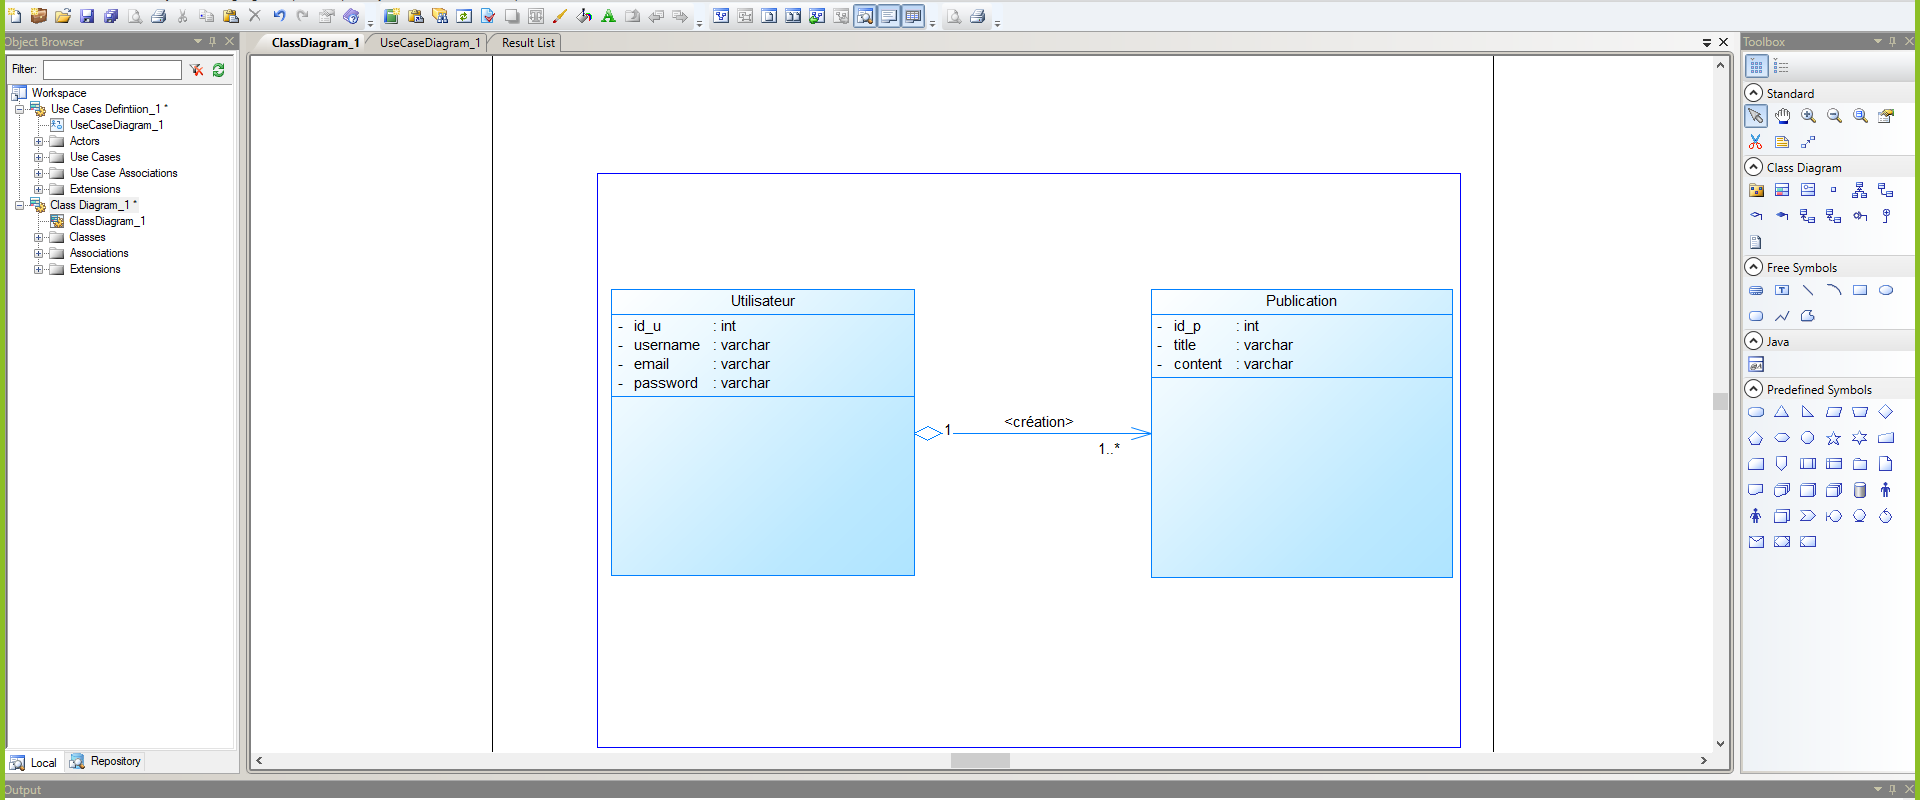 Object Browser
ClassDiagram_1
UseCaseDiagram_1
Result List
Toolbox
Filter:
Workspace
Use Cases Defintiion_1 *
UseCaseDiagram_1
Actors
Use Cases
Use Case Associations
Extensions
Class Diagram_1 *
ClassDiagram_1
Classes
Associations
Extensions
Local
Repository
Output
Utilisateur
- id_u : int
- username : varchar
- email : varchar
- password : varchar
1
<création>
1..*
Publication
- id_p : int
- title : varchar
- content : varchar
Standard
Class Diagram
Free Symbols
Java
Predefined Symbols